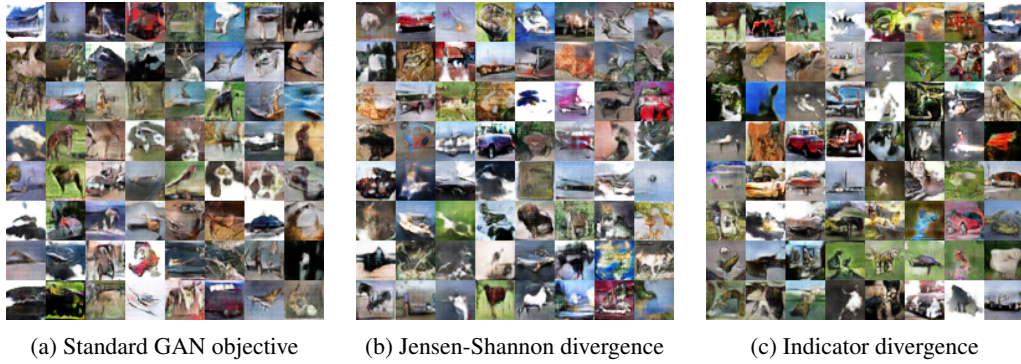 (a) Standard GAN objective
(b) Jensen-Shannon divergence
(c) Indicator divergence